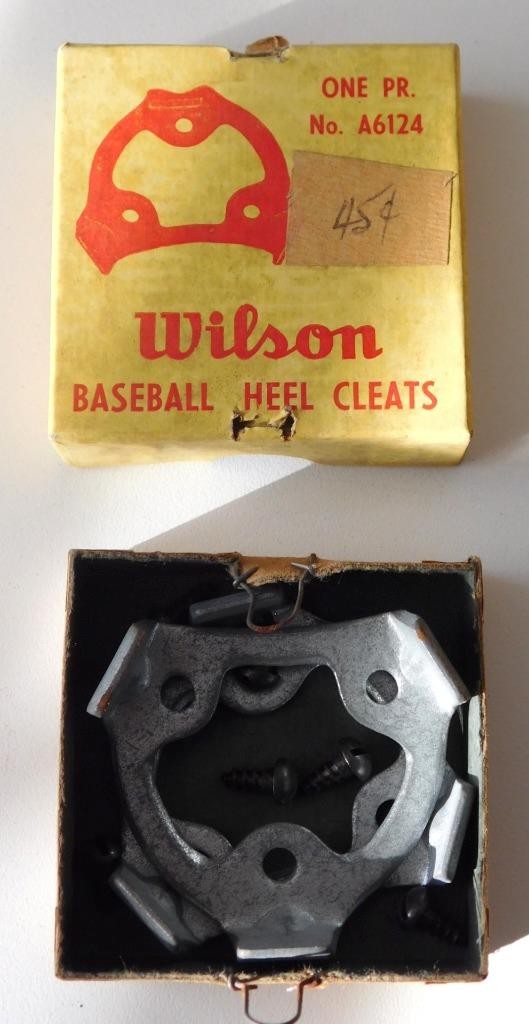 ONE PR.
No. A6124
45¢
Wilson
BASEBALL HEEL CLEATS